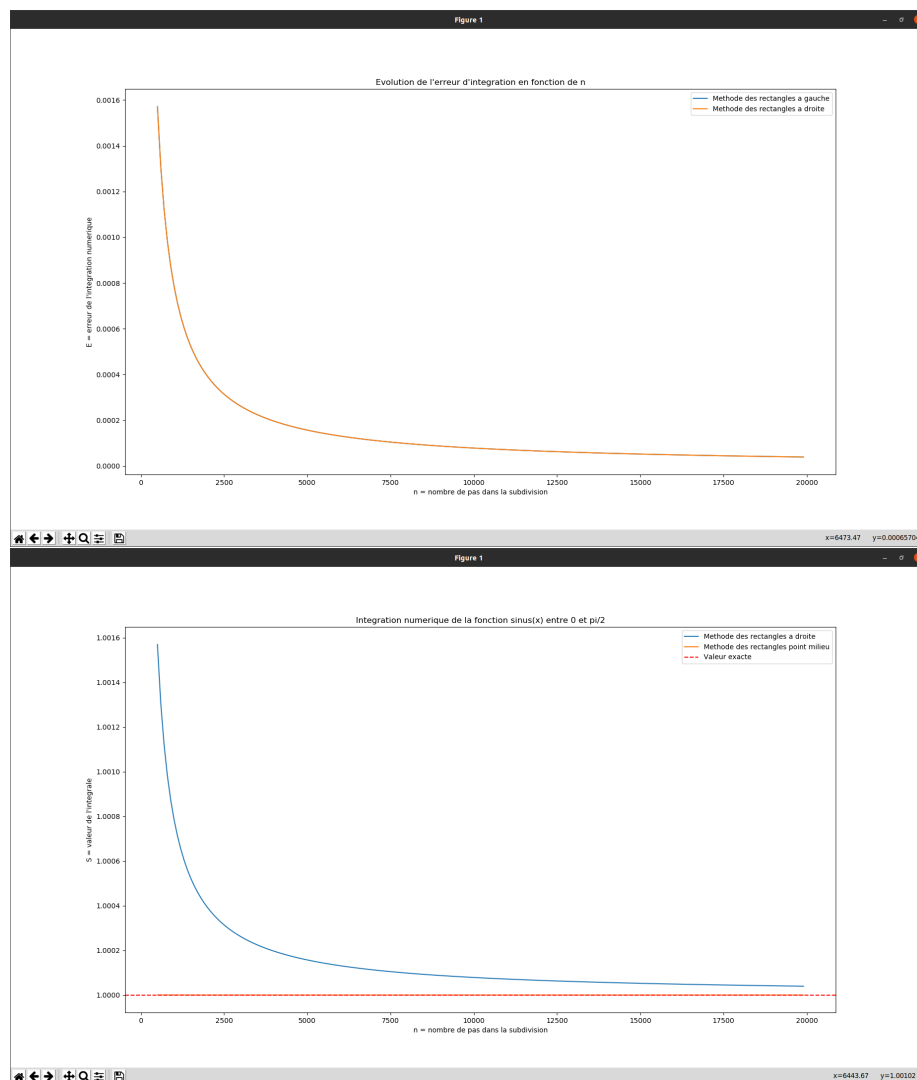 Figure 1
Evolution de l'erreur d'integration en fonction de n
Methode des rectangles a gauche
Methode des rectangles a droite
0.0016
0.0014
0.0012
0.0010
0.0008
0.0006
0.0004
0.0002
0.0000
E = erreur de l'integration numerique
0 2500 5000 7500 10000 12500 15000 17500 20000
n = nombre de pas dans la subdivision
x=6473.47 y=0.00065704
Figure 1
Integration numerique de la fonction sinus(x) entre 0 et pi/2
Methode des rectangles a droite
Methode des rectangles point milieu
Valeur exacte
1.0016
1.0014
1.0012
1.0010
1.0008
1.0006
1.0004
1.0002
1.0000
S = valeur de l'integrale
0 2500 5000 7500 10000 12500 15000 17500 20000
n = nombre de pas dans la subdivision
x=6443.67 y=1.00102